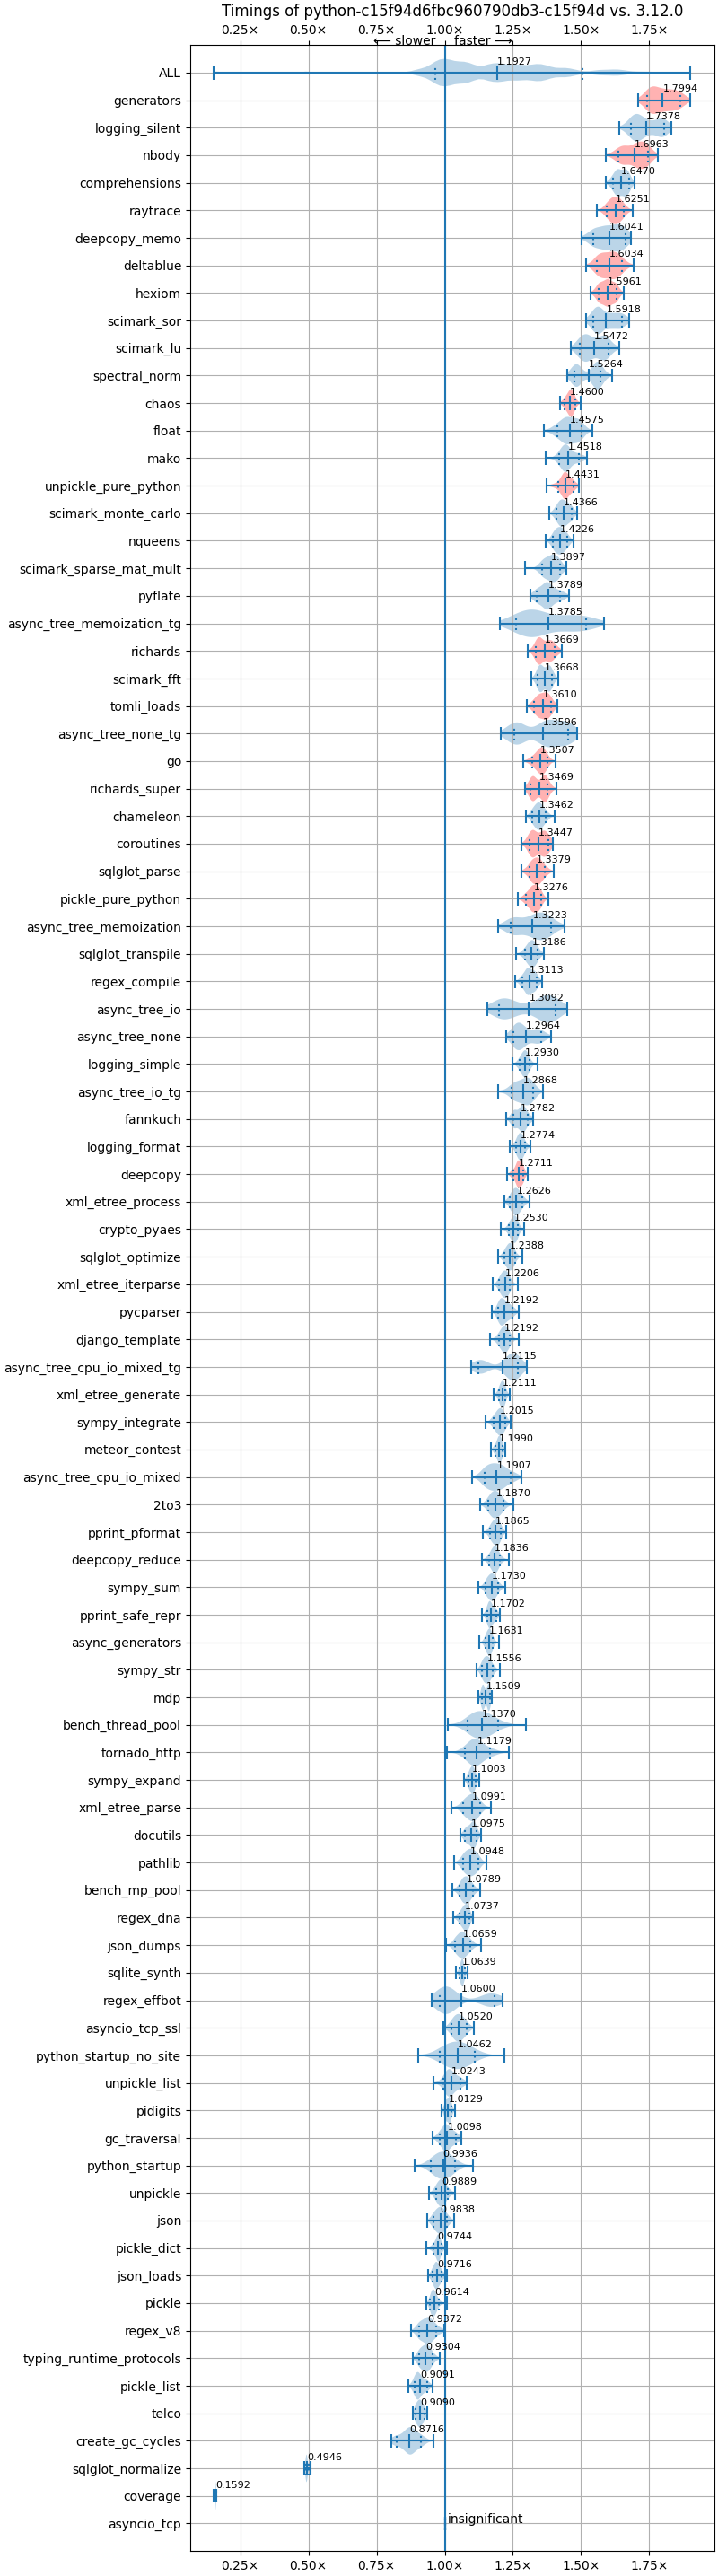 Timings of python-c15f94d6fbc960790db3-c15f94d vs. 3.12.0
0.25× 0.50× 0.75× 1.00× 1.25× 1.50× 1.75×
⟵ slower faster ⟶
ALL 1.1927
generators 1.7994
logging_silent 1.7378
nbody 1.6963
comprehensions 1.6470
raytrace 1.6251
deepcopy_memo 1.6041
deltablue 1.6034
hexiom 1.5961
scimark_sor 1.5918
scimark_lu 1.5472
spectral_norm 1.5264
chaos 1.4600
float 1.4575
mako 1.4518
unpickle_pure_python 1.4431
scimark_monte_carlo 1.4366
nqueens 1.4226
scimark_sparse_mat_mult 1.3897
pyflate 1.3789
async_tree_memoization_tg 1.3785
richards 1.3669
scimark_fft 1.3668
tomli_loads 1.3610
async_tree_none_tg 1.3596
go 1.3507
richards_super 1.3469
chameleon 1.3462
coroutines 1.3447
sqlglot_parse 1.3379
pickle_pure_python 1.3276
async_tree_memoization 1.3223
sqlglot_transpile 1.3186
regex_compile 1.3113
async_tree_io 1.3092
async_tree_none 1.2964
logging_simple 1.2930
async_tree_io_tg 1.2868
fannkuch 1.2782
logging_format 1.2774
deepcopy 1.2711
xml_etree_process 1.2626
crypto_pyaes 1.2530
sqlglot_optimize 1.2388
xml_etree_iterparse 1.2206
pycparser 1.2192
django_template 1.2192
async_tree_cpu_io_mixed_tg 1.2115
xml_etree_generate 1.2111
sympy_integrate 1.2015
meteor_contest 1.1990
async_tree_cpu_io_mixed 1.1907
2to3 1.1870
pprint_pformat 1.1865
deepcopy_reduce 1.1836
sympy_sum 1.1730
pprint_safe_repr 1.1702
async_generators 1.1631
sympy_str 1.1556
mdp 1.1509
bench_thread_pool 1.1370
tornado_http 1.1179
sympy_expand 1.1003
xml_etree_parse 1.0991
docutils 1.0975
pathlib 1.0948
bench_mp_pool 1.0789
regex_dna 1.0737
json_dumps 1.0659
sqlite_synth 1.0639
regex_effbot 1.0600
asyncio_tcp_ssl 1.0520
python_startup_no_site 1.0462
unpickle_list 1.0243
pidigits 1.0129
gc_traversal 1.0098
python_startup 0.9936
unpickle 0.9889
json 0.9838
pickle_dict 0.9744
json_loads 0.9716
pickle 0.9614
regex_v8 0.9372
typing_runtime_protocols 0.9304
pickle_list 0.9091
telco 0.9090
create_gc_cycles 0.8716
sqlglot_normalize 0.4946
coverage 0.1592
asyncio_tcp insignificant
0.25× 0.50× 0.75× 1.00× 1.25× 1.50× 1.75×